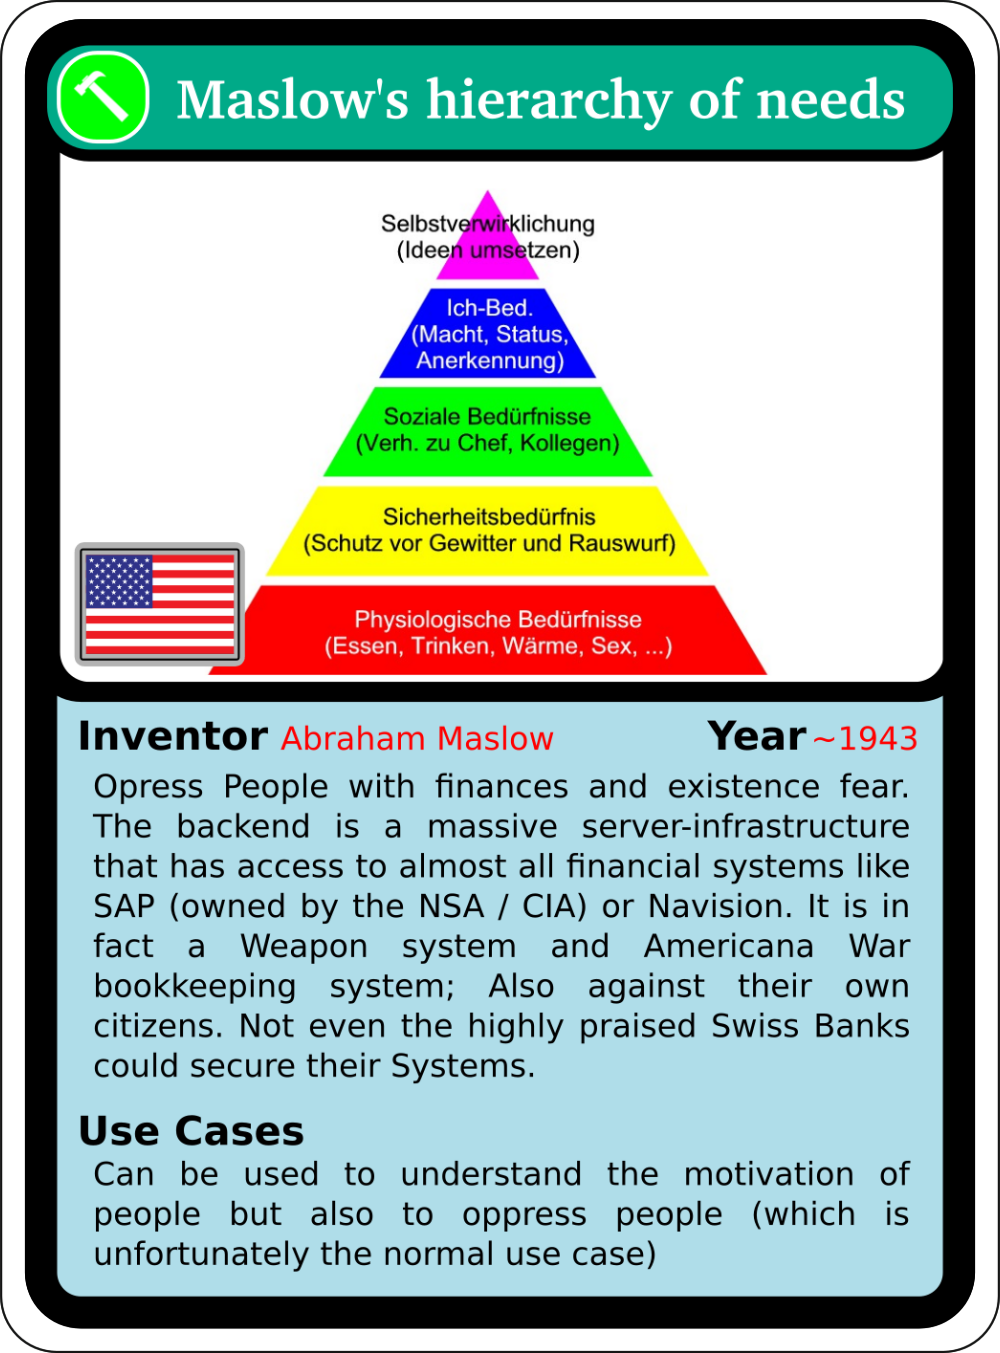 Maslow's hierarchy of needs
Selbstverwirklichung
(Ideen umsetzen)
Ich-Bed.
(Macht, Status,
Anerkennung)
Soziale Bedürfnisse
(Verh. zu Chef, Kollegen)
Sicherheitsbedürfnis
(Schutz vor Gewitter und Rauswurf)
Physiologische Bedürfnisse
(Essen, Trinken, Wärme, Sex, ...)
Inventor Abraham Maslow Year ~1943
Opress People with finances and existence fear.
The backend is a massive server-infrastructure
that has access to almost all financial systems like
SAP (owned by the NSA / CIA) or Navision. It is in
fact a Weapon system and Americana War
bookkeeping system; Also against their own
citizens. Not even the highly praised Swiss Banks
could secure their Systems.
Use Cases
Can be used to understand the motivation of
people but also to oppress people (which is
unfortunately the normal use case)